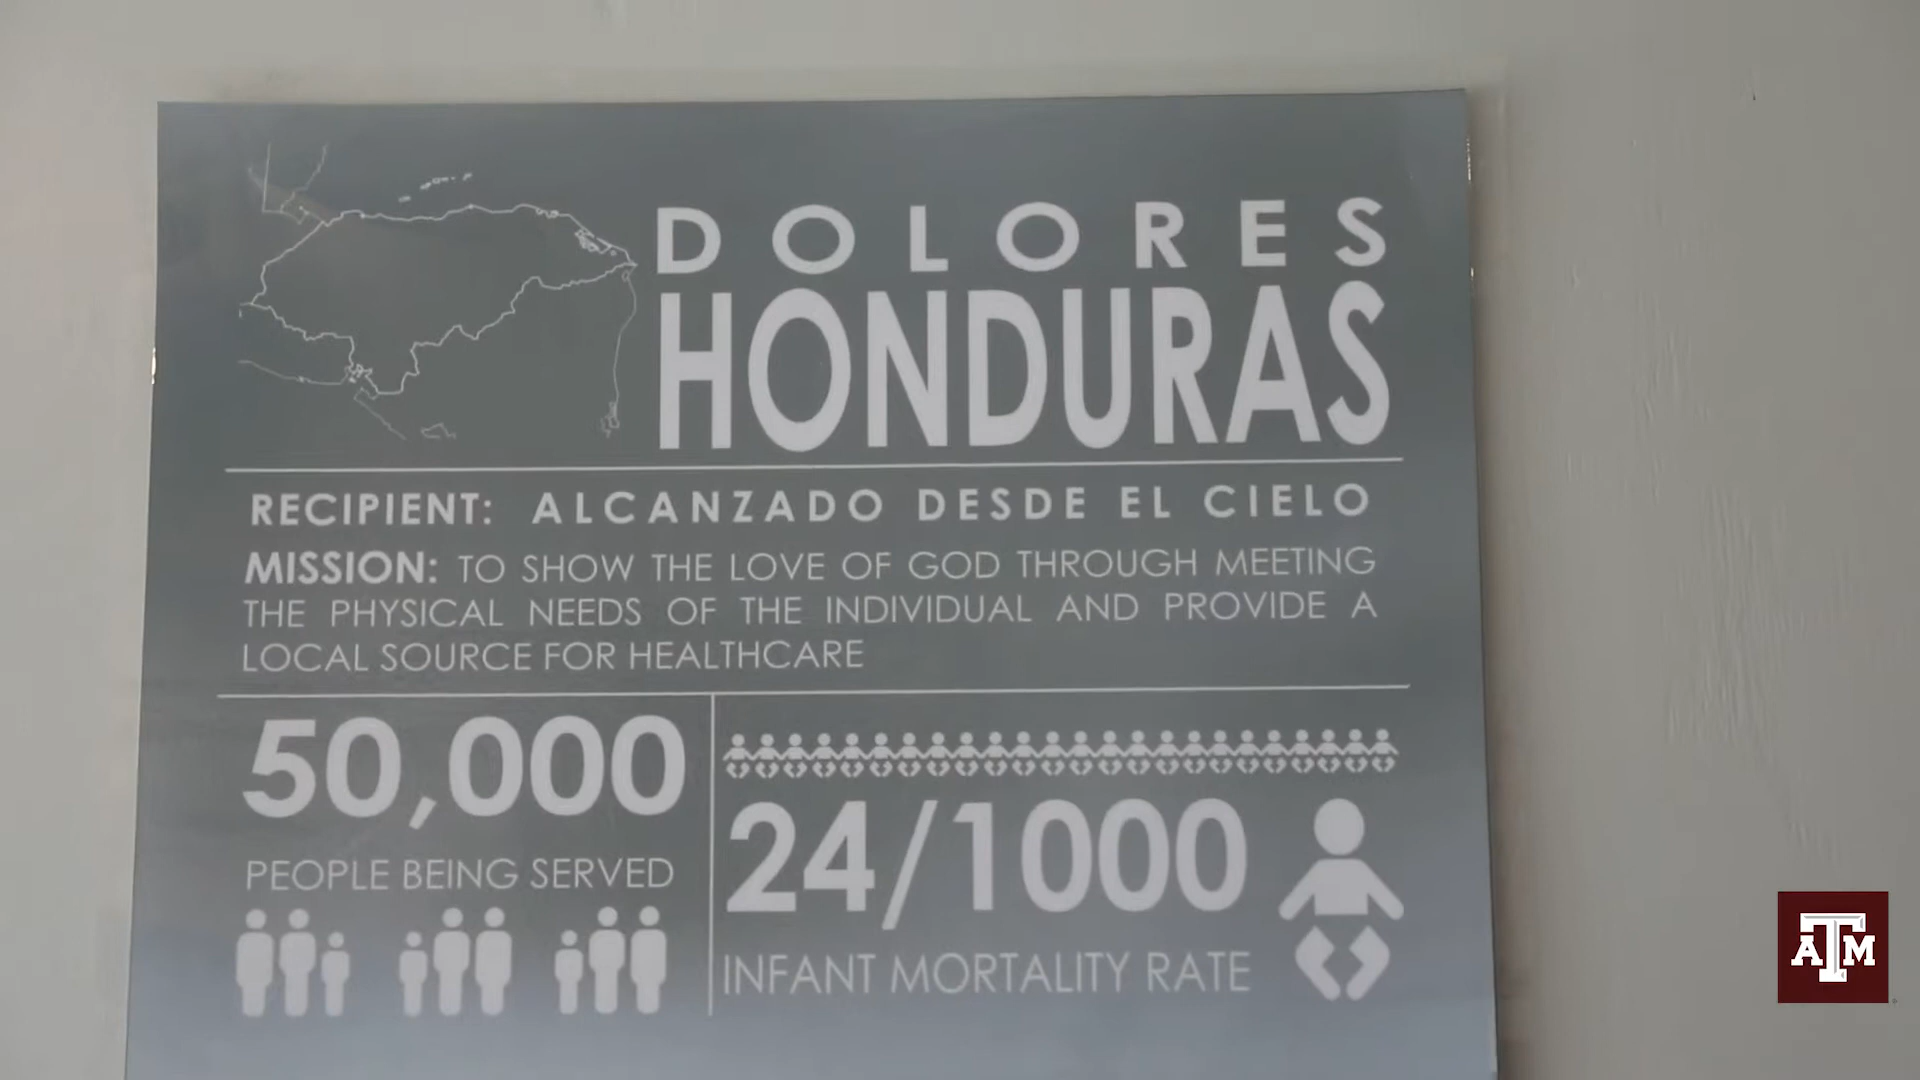 DOLORES
HONDURAS
RECIPIENT: ALCANZADO DESDE EL CIELO
MISSION: TO SHOW THE LOVE OF GOD THROUGH MEETING
THE PHYSICAL NEEDS OF THE INDIVIDUAL AND PROVIDE A
LOCAL SOURCE FOR HEALTHCARE
50,000
PEOPLE BEING SERVED
24/1000
INFANT MORTALITY RATE
ATM